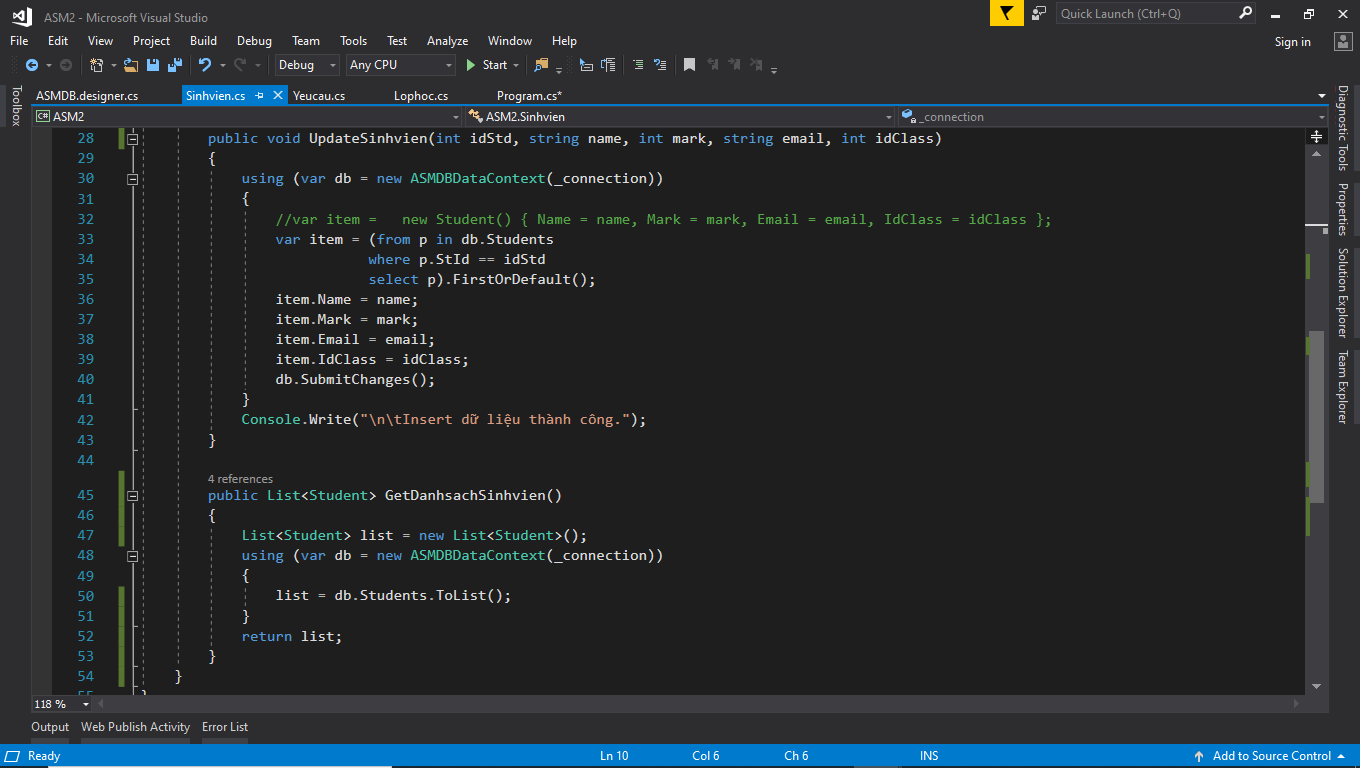 ASM2 - Microsoft Visual Studio
Quick Launch (Ctrl+Q)
File Edit View Project Build Debug Team Tools Test Analyze Window Help
Sign in
Debug Any CPU Start
Toolbox
ASMDB.designer.cs Sinhvien.cs Yeucau.cs Lophoc.cs Program.cs*
C# ASM2 ASM2.Sinhvien _connection
28 public void UpdateSinhvien(int idStd, string name, int mark, string email, int idClass)
29 {
30 using (var db = new ASMDBDataContext(_connection))
31 {
32 //var item =   new Student() { Name = name, Mark = mark, Email = email, IdClass = idClass };
33 var item = (from p in db.Students
34 where p.StId == idStd
35 select p).FirstOrDefault();
36 item.Name = name;
37 item.Mark = mark;
38 item.Email = email;
39 item.IdClass = idClass;
40 db.SubmitChanges();
41 }
42 Console.Write("\n\tInsert dữ liệu thành công.");
43 }
44
4 references
45 public List<Student> GetDanhsachSinhvien()
46 {
47 List<Student> list = new List<Student>();
48 using (var db = new ASMDBDataContext(_connection))
49 {
50 list = db.Students.ToList();
51 }
52 return list;
53 }
54 }
55 }
Diagnostic Tools
Properties
Solution Explorer
Team Explorer
118 %
Output Web Publish Activity Error List
Ready Ln 10 Col 6 Ch 6 INS Add to Source Control